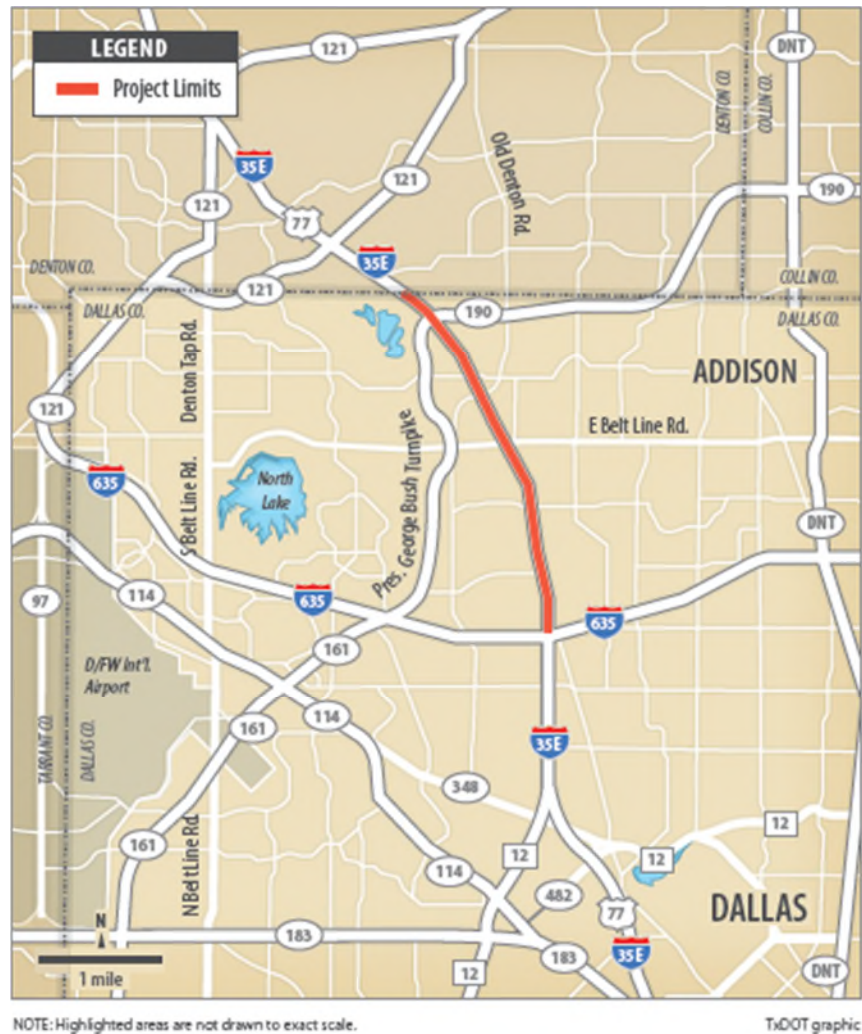 LEGEND
Project Limits
121
DNT
DENTON CO.
COLLIN CO.
35E
121
Old Denton Rd.
190
121
77
35E
DENTON CO.
121
COLLIN CO.
DALLAS CO.
190
DALLAS CO.
Denton Tap Rd.
ADDISON
121
Pres. George Bush Turnpike
E Belt Line Rd.
635
S Belt Line Rd.
North
Lake
DNT
97
114
635
635
161
D/FW Int'l.
Airport
114
161
35E
TARRANT CO.
DALLAS CO.
348
12
161
N Belt Line Rd.
12
12
114
482
77
DALLAS
N
183
183
35E
12
DNT
1 mile
NOTE: Highlighted areas are not drawn to exact scale.
TxDOT graphic